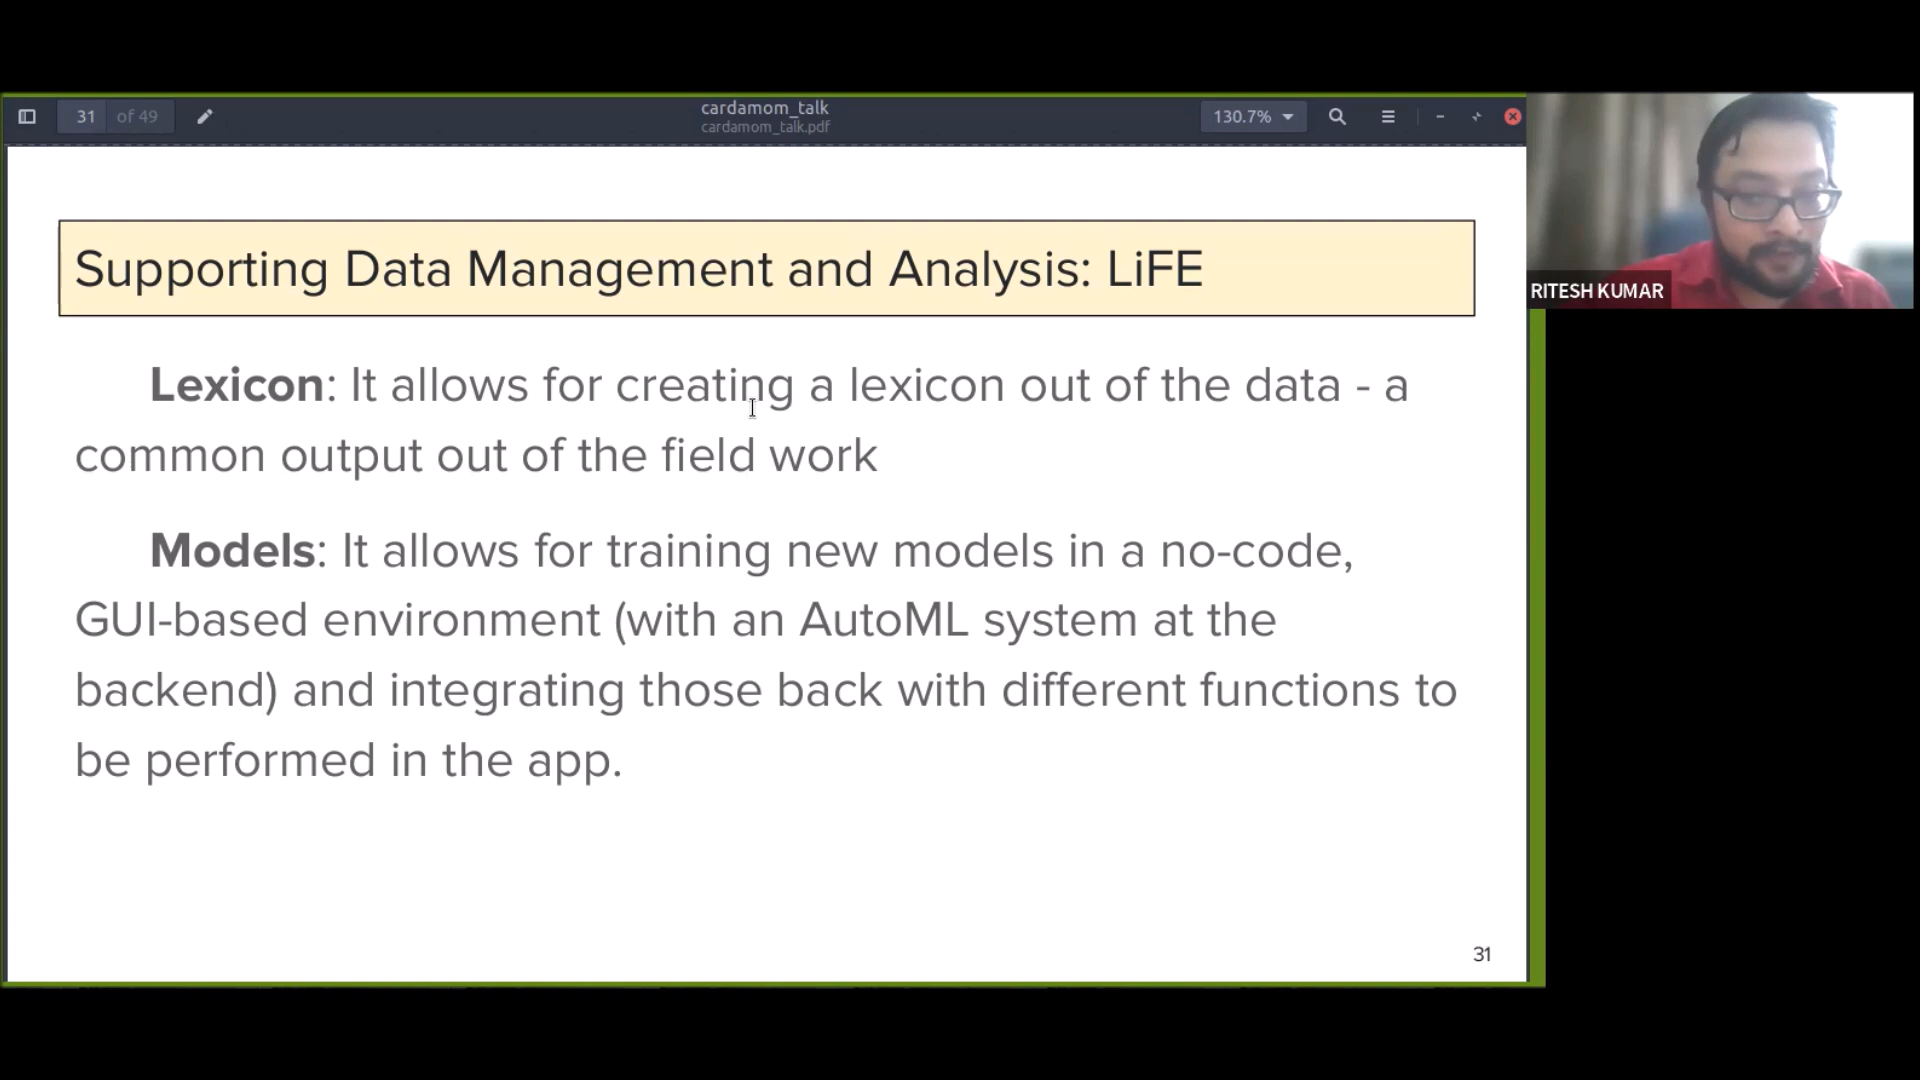 31 of 49
cardamom_talk
cardamom_talk.pdf
130.7%
RITESH KUMAR
Supporting Data Management and Analysis: LiFE
Lexicon: It allows for creating a lexicon out of the data - a
common output out of the field work
Models: It allows for training new models in a no-code,
GUI-based environment (with an AutoML system at the
backend) and integrating those back with different functions to
be performed in the app.
31